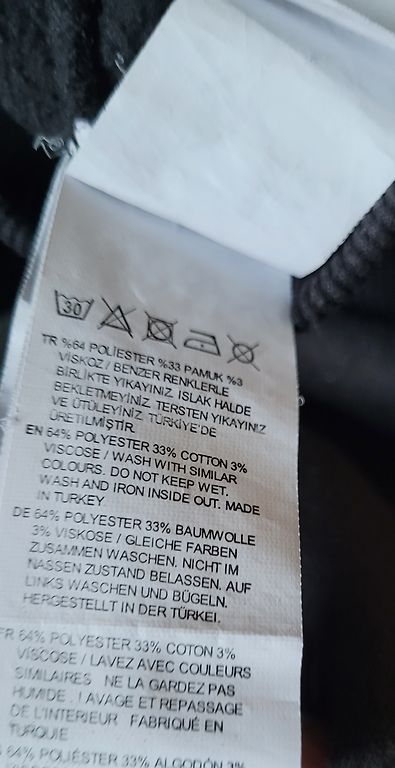 30
TR %64 POLİESTER %33 PAMUK %3
VİSKOZ / BENZER RENKLERLE
BİRLİKTE YIKAYINIZ. ISLAK HALDE
BEKLETMEYİNİZ. TERSTEN YIKAYINIZ
VE ÜTÜLEYİNİZ. TÜRKİYE'DE
ÜRETİLMİŞTİR.
EN 64% POLYESTER 33% COTTON 3%
VISCOSE / WASH WITH SIMILAR
COLOURS. DO NOT KEEP WET.
WASH AND IRON INSIDE OUT. MADE
IN TURKEY
DE 64% POLYESTER 33% BAUMWOLLE
3% VISKOSE / GLEICHE FARBEN
ZUSAMMEN WASCHEN. NICHT IM
NASSEN ZUSTAND BELASSEN. AUF
LINKS WASCHEN UND BÜGELN.
HERGESTELLT IN DER TÜRKEI.
FR 64% POLYESTER 33% COTON 3%
VISCOSE / LAVEZ AVEC COULEURS
SIMILAIRES NE LA GARDEZ PAS
HUMIDE. LAVAGE ET REPASSAGE
DE L'INTERIEUR FABRIQUÉ EN
TURQUIE
64% POLIÉSTER 33% ALGODÓN 3%